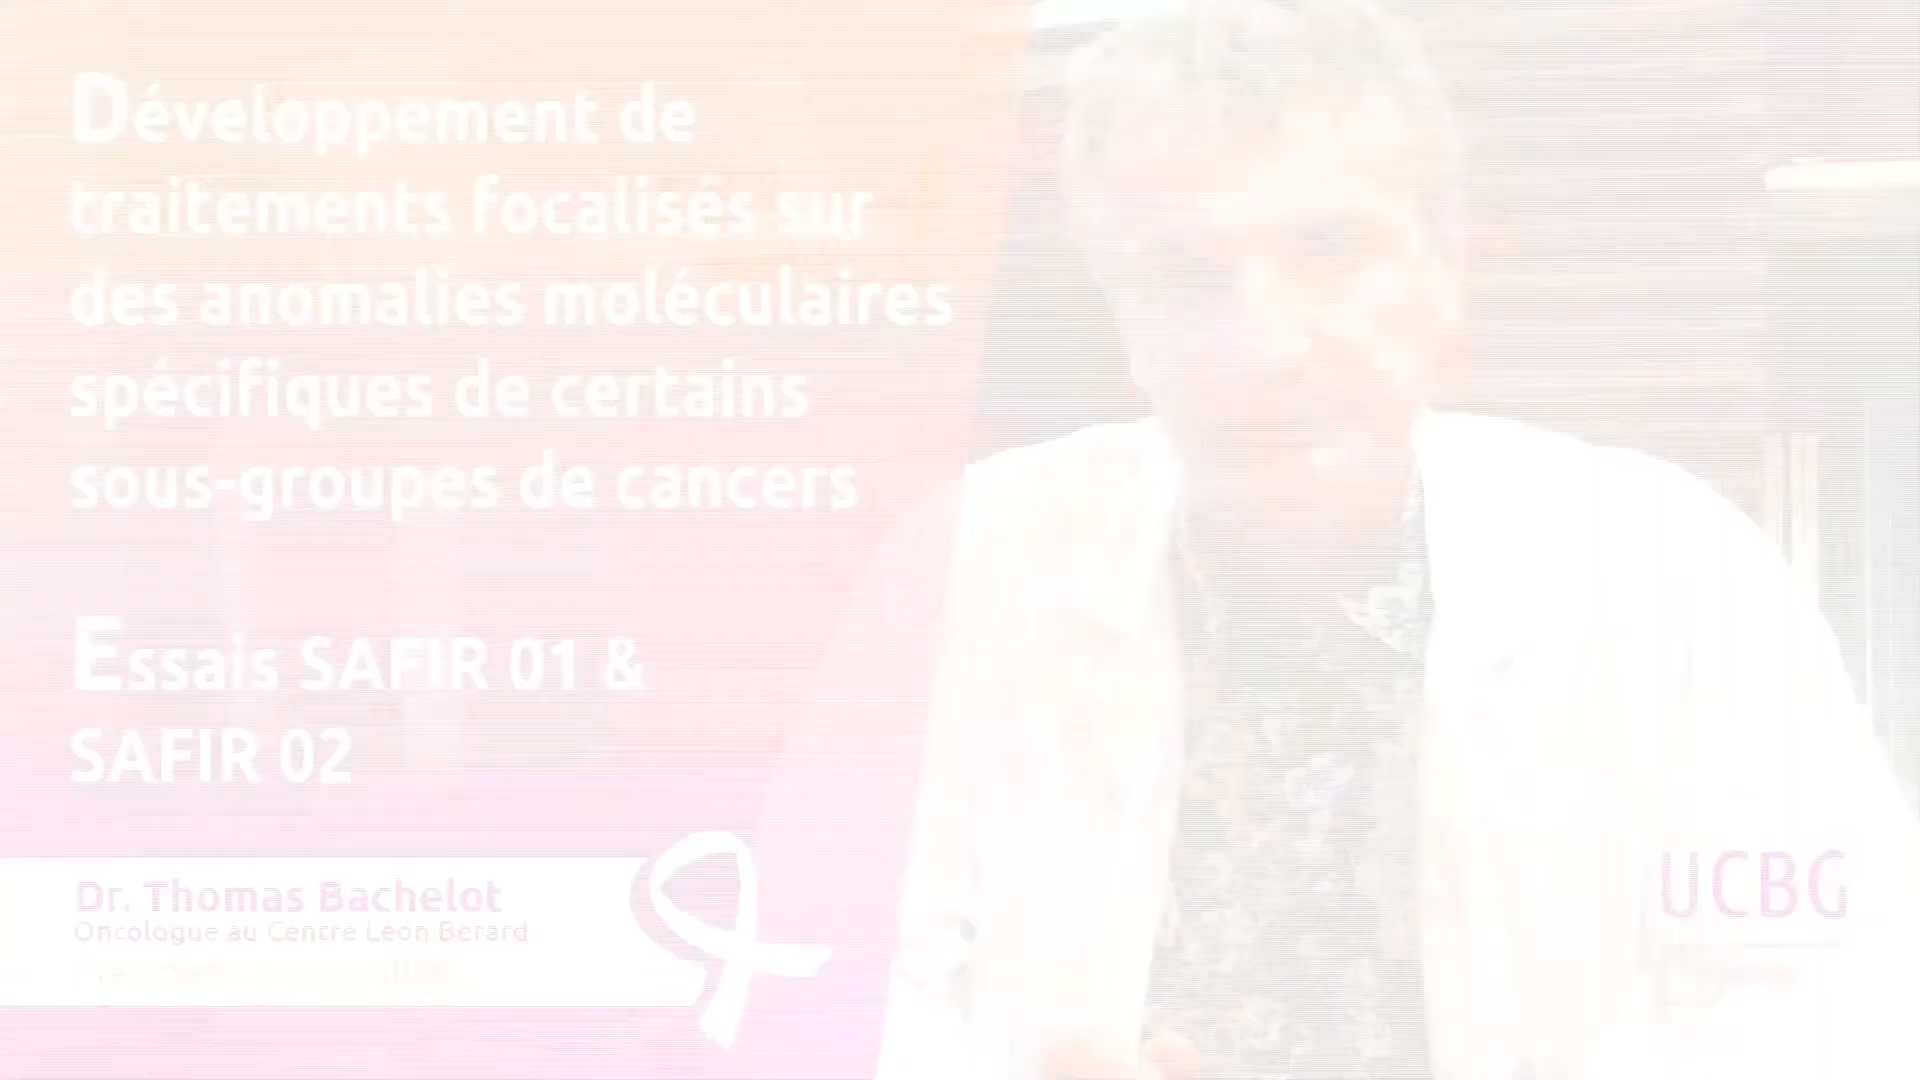 Développement de
traitements focalisés sur
des anomalies moléculaires
spécifiques de certains
sous-groupes de cancers
Essais SAFIR 01 &
SAFIR 02
Dr. Thomas Bachelot
Oncologue au Centre Leon Berard
UCBG